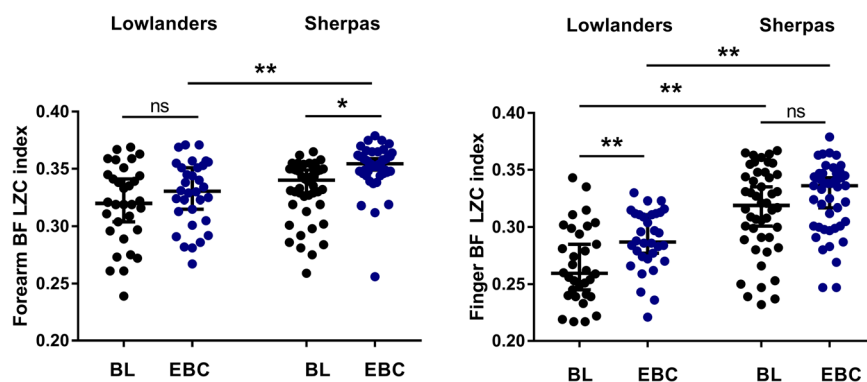 Lowlanders Sherpas
**
ns
*
0.40
0.35
0.30
0.25
0.20
Forearm BF LZC index
BL EBC BL EBC
Lowlanders Sherpas
**
**
ns
**
0.40
0.35
0.30
0.25
0.20
Finger BF LZC index
BL EBC BL EBC